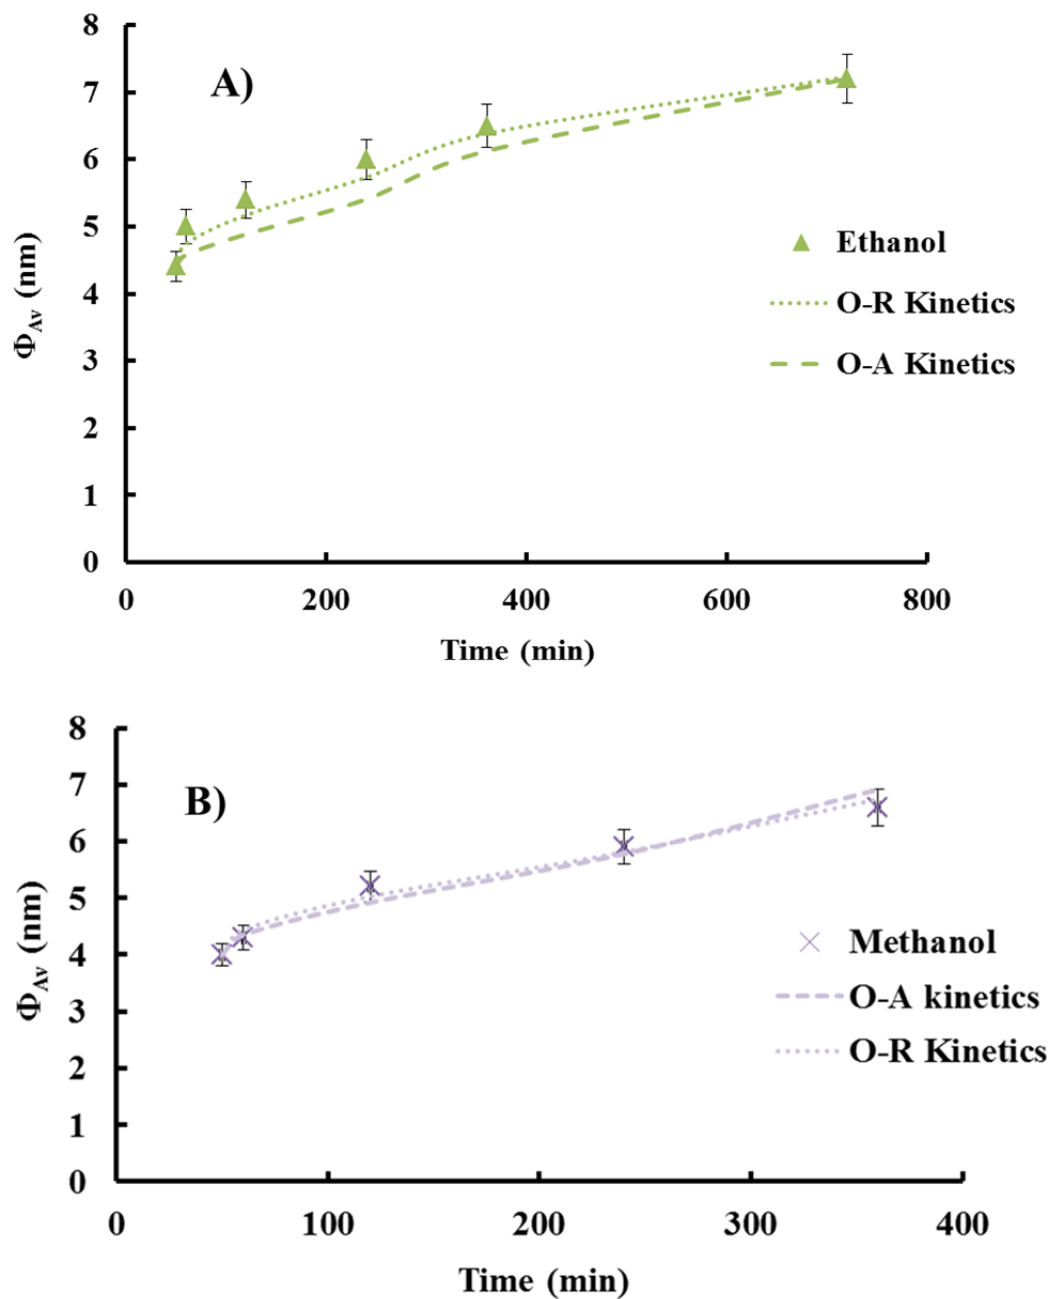 A)
8
7
6
5
4
3
2
1
0
Φ_Av (nm)
0 200 400 600 800
Time (min)
Ethanol
O-R Kinetics
O-A Kinetics
B)
8
7
6
5
4
3
2
1
0
Φ_Av (nm)
0 100 200 300 400
Time (min)
Methanol
O-A kinetics
O-R Kinetics